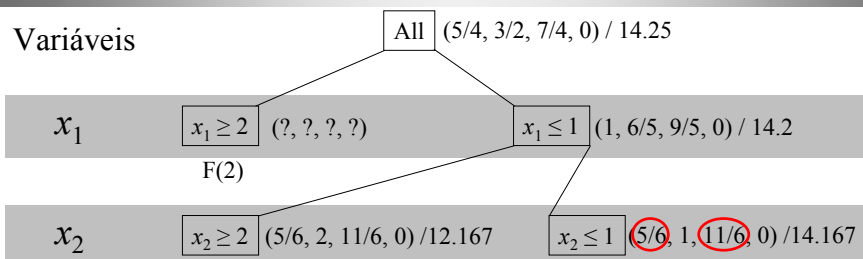 Variáveis All (5/4, 3/2, 7/4, 0) / 14.25
x₁ x₁ ≥ 2 (?, ?, ?, ?) x₁ ≤ 1 (1, 6/5, 9/5, 0) / 14.2
F(2)
x₂ x₂ ≥ 2 (5/6, 2, 11/6, 0) /12.167 x₂ ≤ 1 (5/6, 1, 11/6, 0) /14.167